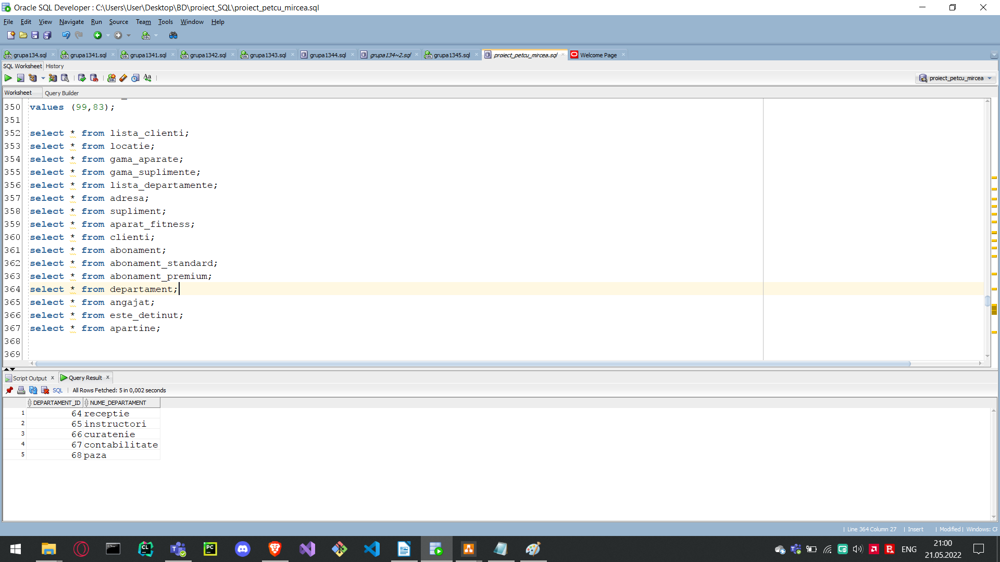 Oracle SQL Developer : C:\Users\User\Desktop\BD\proiect_SQL\proiect_petcu_mircea.sql
File Edit View Navigate Run Source Team Tools Window Help
grupa134.sql grupa1341.sql grupa1341.sql grupa1342.sql grupa1343.sql grupa1344.sql grupa134~2.sql grupa1345.sql proiect_petcu_mircea.sql Welcome Page
SQL Worksheet History
proiect_petcu_mircea
Worksheet Query Builder
350 values (99,83);
351
352 select * from lista_clienti;
353 select * from locatie;
354 select * from gama_aparate;
355 select * from gama_suplimente;
356 select * from lista_departamente;
357 select * from adresa;
358 select * from supliment;
359 select * from aparat_fitness;
360 select * from clienti;
361 select * from abonament;
362 select * from abonament_standard;
363 select * from abonament_premium;
364 select * from departament;
365 select * from angajat;
366 select * from este_detinut;
367 select * from apartine;
368
369
Script Output Query Result
SQL All Rows Fetched: 5 in 0,002 seconds
DEPARTAMENT_ID NUME_DEPARTAMENT
1 64 receptie
2 65 instructori
3 66 curatenie
4 67 contabilitate
5 68 paza
Line 364 Column 27 Insert Modified Windows: CF
ENG
21:00
21.05.2022